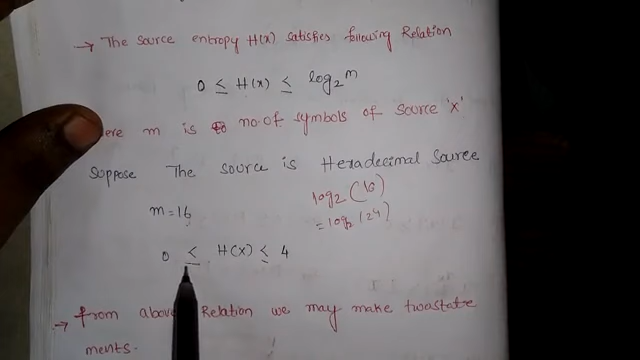 → The source entropy H(x) satisfies following Relation
0 ≤ H(x) ≤ log2 m
ere m is no.of symbols of source 'x'
Suppose The source is Hexadecimal Source
m=16
log2 (16)
= log2 (24)
0 ≤ H(x) ≤ 4
→ from above Relation we may make twostate
ments.